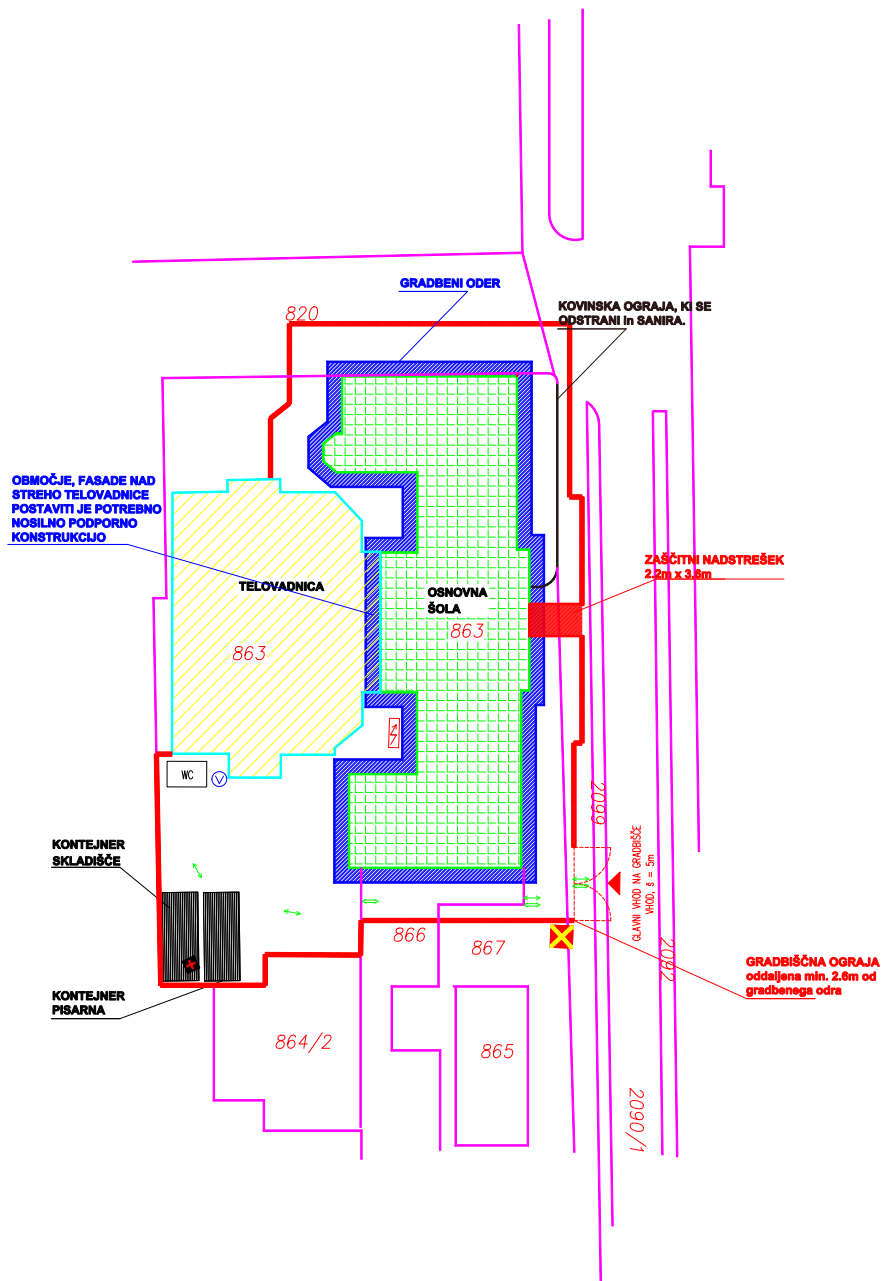 GRADBENI ODER
KOVINSKA OGRAJA, KI SE
ODSTRANI in SANIRA.
820
OBMOČJE, FASADE NAD
STREHO TELOVADNICE
POSTAVITI JE POTREBNO
NOSILNO PODPORNO
KONSTRUKCIJO
ZAŠČITNI NADSTREŠEK
2.2m x 3.6m
TELOVADNICA
OSNOVNA
ŠOLA
863
863
WC
V
2099
KONTEJNER
SKLADIŠČE
GLAVNI VHOD NA GRADBIŠČE
VHOD, š = 5m
866
867
2092
GRADBIŠČNA OGRAJA
oddaljena min. 2.6m od
gradbenega odra
KONTEJNER
PISARNA
864/2
865
2090/1